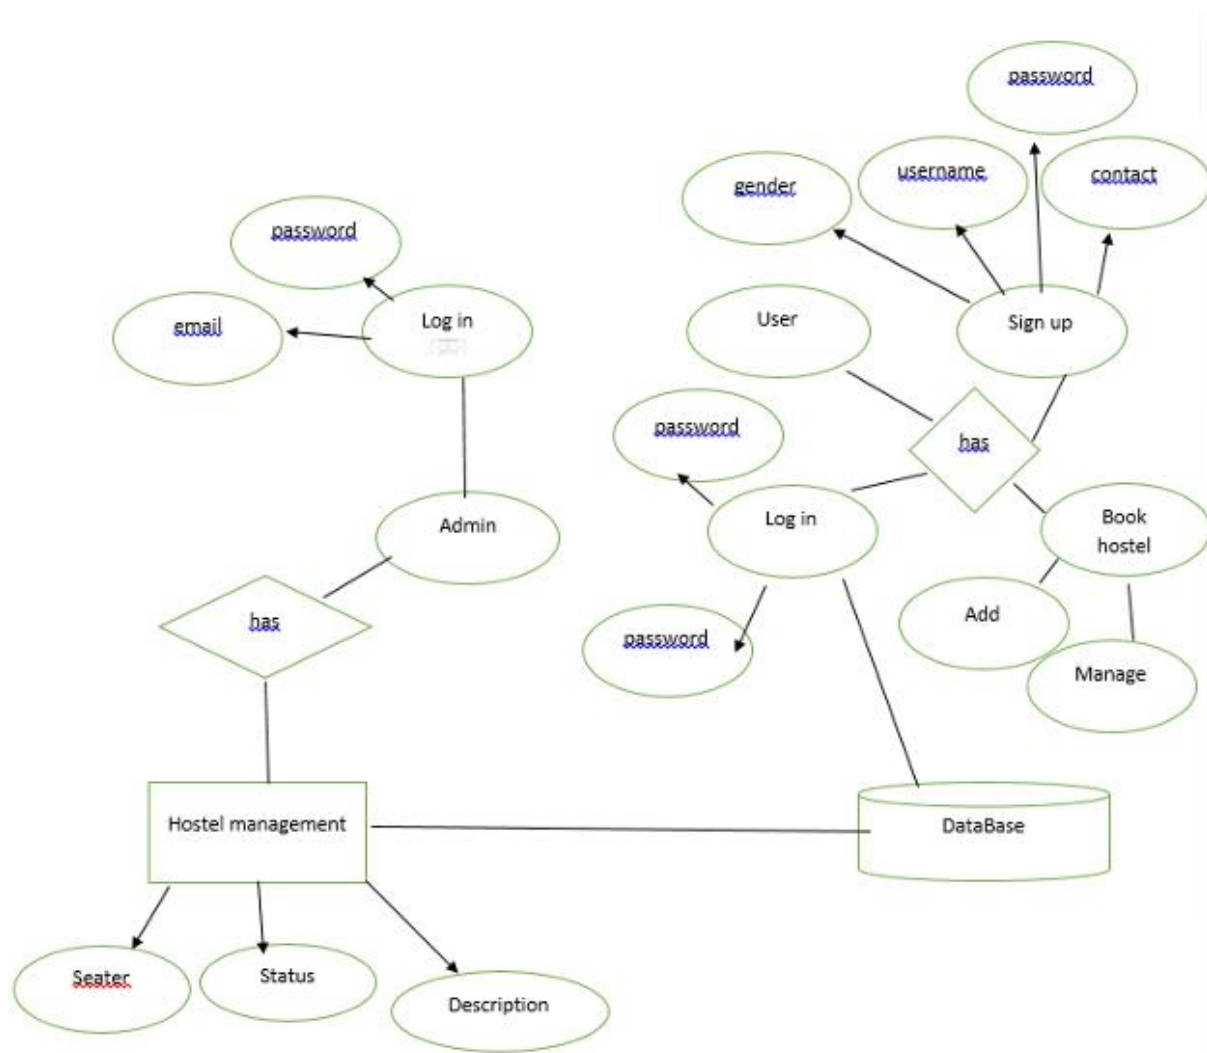 password
gender
username
contact
password
email
Log in
User
Sign up
password
has
Log in
Admin
Book
hostel
has
Add
password
Manage
Hostel management
DataBase
Seater
Status
Description